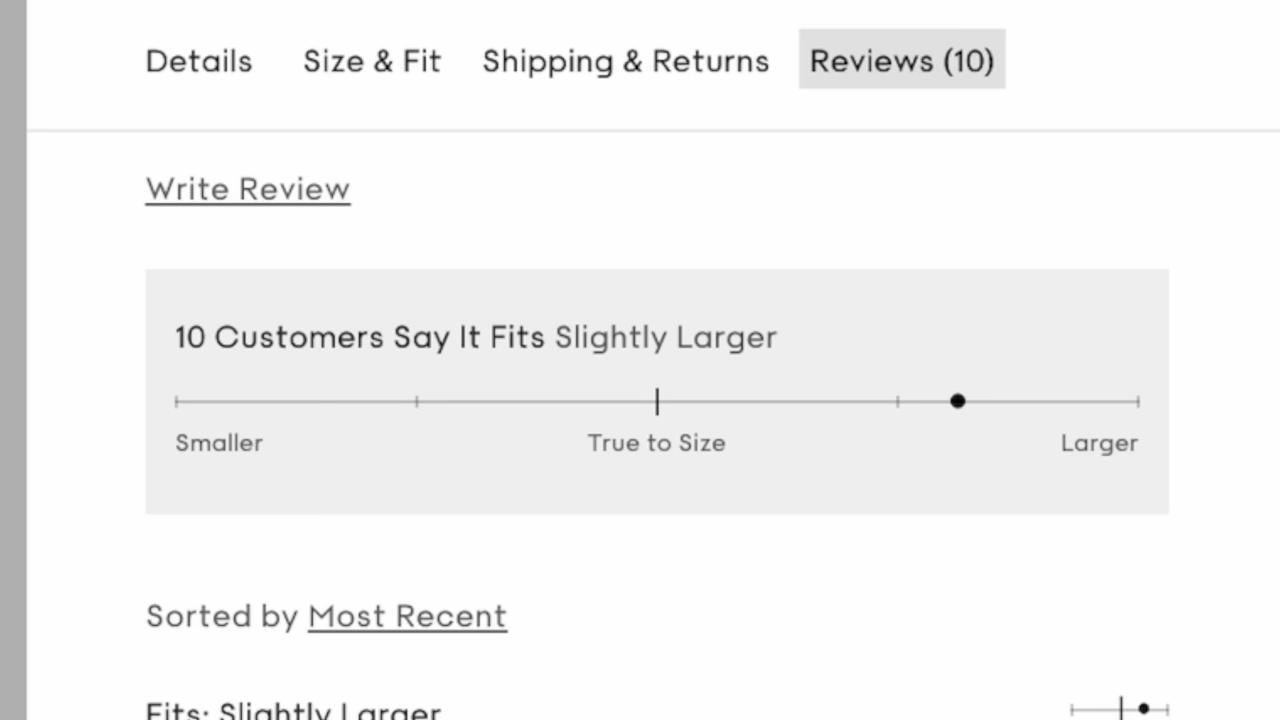 Details Size & Fit Shipping & Returns Reviews (10)
Write Review
10 Customers Say It Fits Slightly Larger
Smaller True to Size Larger
Sorted by Most Recent
Fits: Slightly Larger